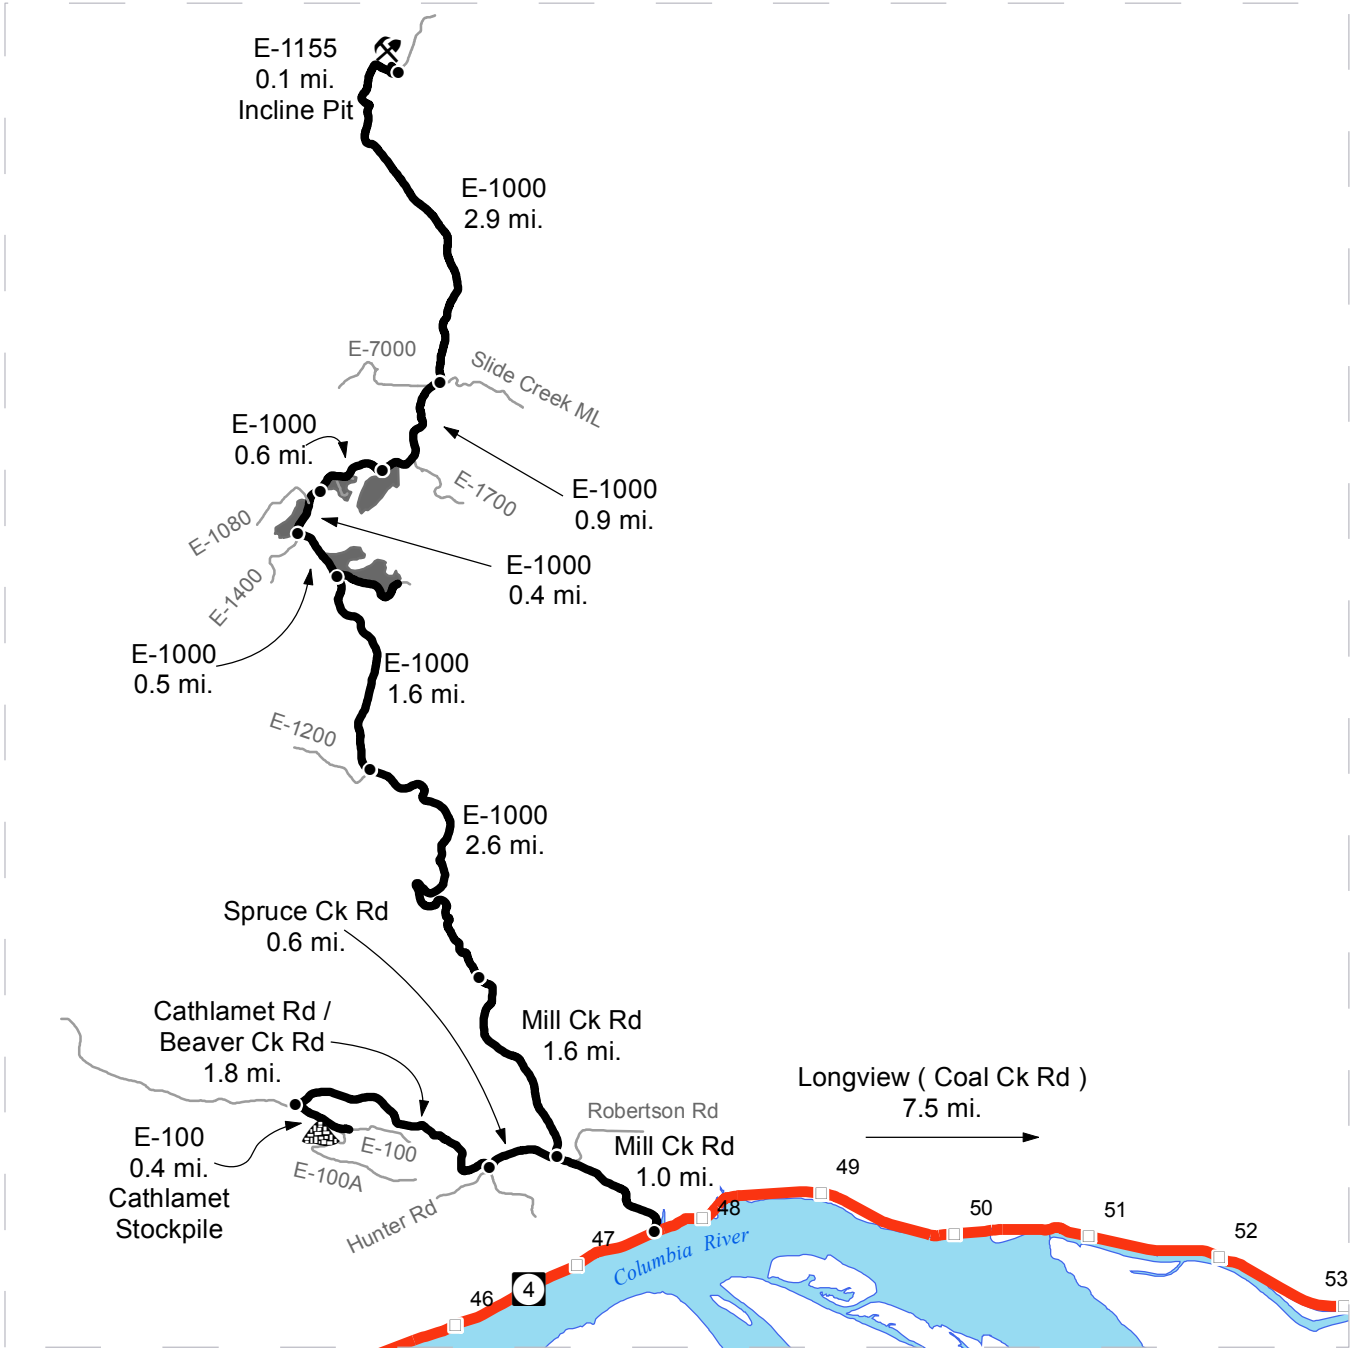 E-1155
0.1 mi.
Incline Pit
E-1000
2.9 mi.
E-7000
Slide Creek ML
E-1000
0.6 mi.
E-1700
E-1000
0.9 mi.
E-1080
E-1000
0.4 mi.
E-1400
E-1000
0.5 mi.
E-1000
1.6 mi.
E-1200
E-1000
2.6 mi.
Spruce Ck Rd
0.6 mi.
Cathlamet Rd /
Beaver Ck Rd
1.8 mi.
Mill Ck Rd
1.6 mi.
Longview ( Coal Ck Rd )
7.5 mi.
Robertson Rd
E-100
0.4 mi.
Cathlamet
Stockpile
E-100
E-100A
Mill Ck Rd
1.0 mi.
Hunter Rd
49
48
50
51
52
47
Columbia River
53
4
46